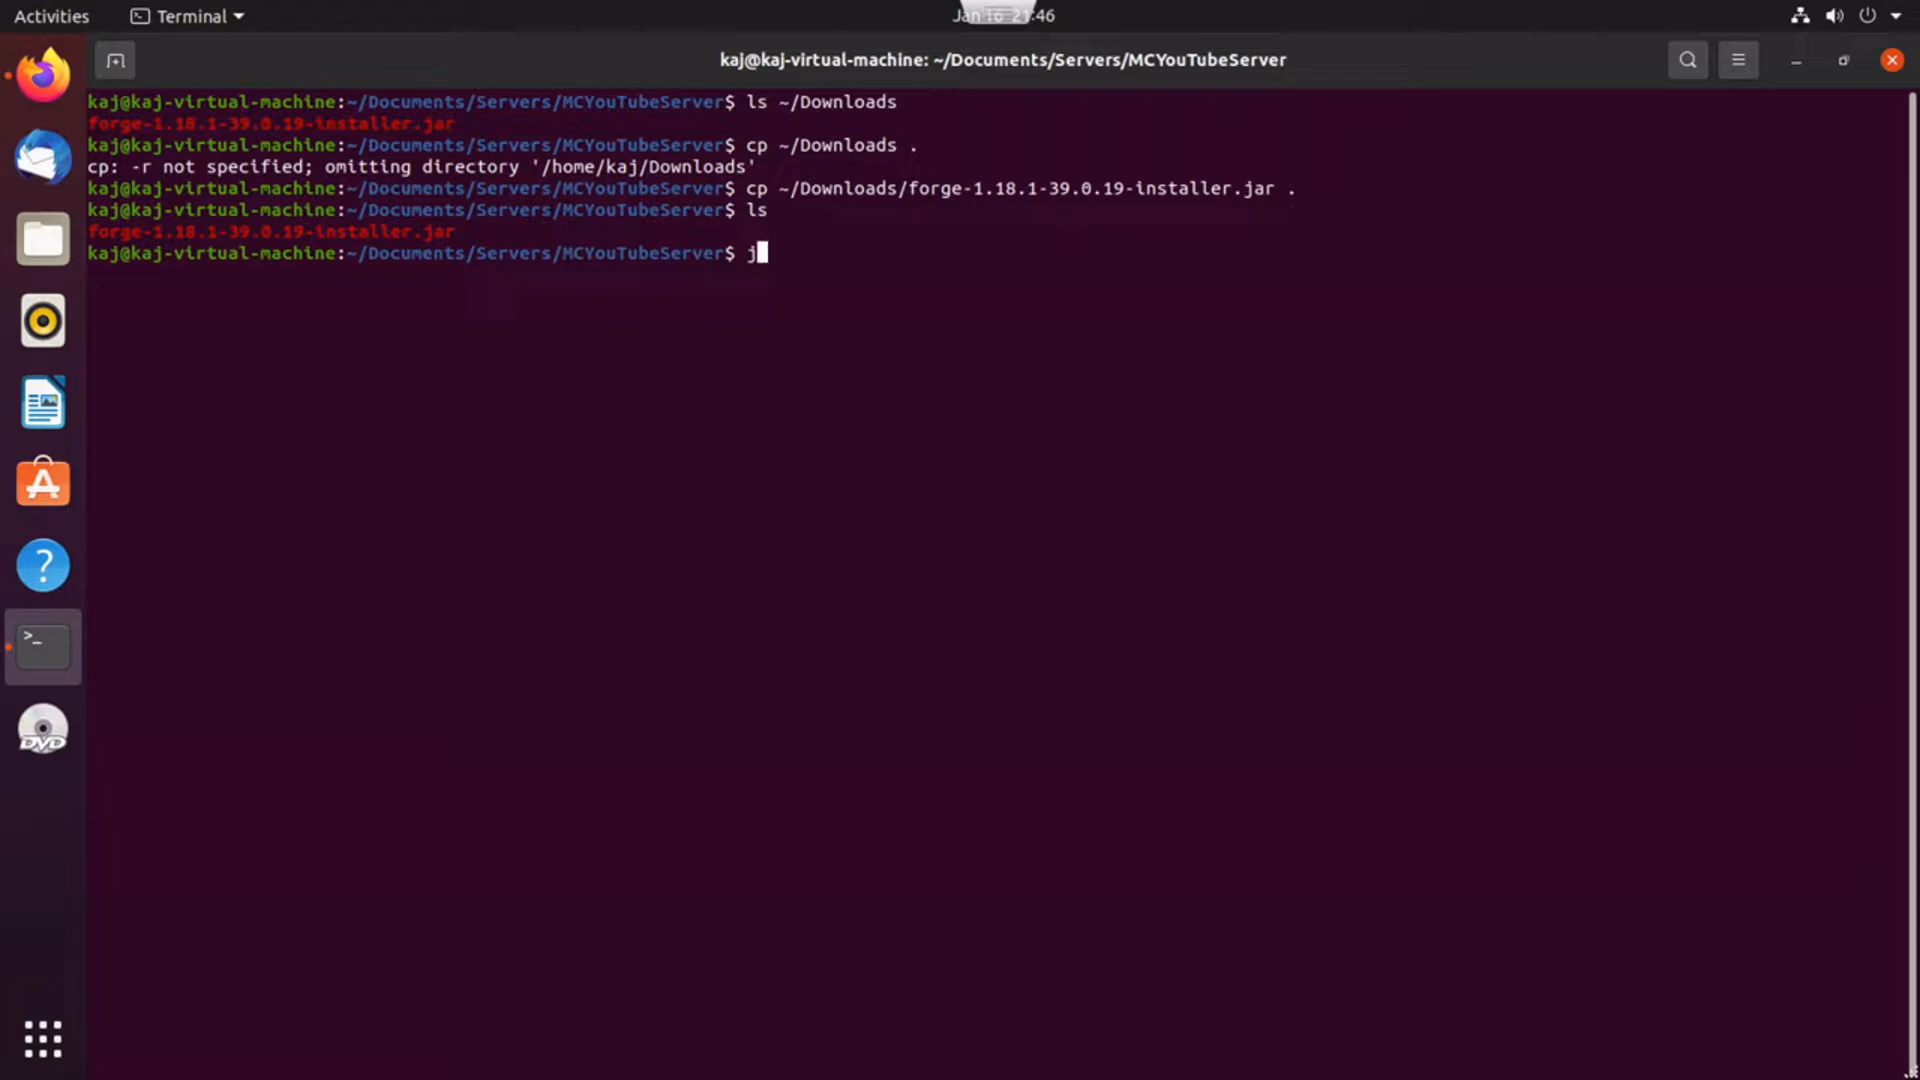 Activities
Terminal
Jan 16 21:46
kaj@kaj-virtual-machine: ~/Documents/Servers/MCYouTubeServer
kaj@kaj-virtual-machine:~/Documents/Servers/MCYouTubeServer$ ls ~/Downloads
forge-1.18.1-39.0.19-installer.jar
kaj@kaj-virtual-machine:~/Documents/Servers/MCYouTubeServer$ cp ~/Downloads .
cp: -r not specified; omitting directory '/home/kaj/Downloads'
kaj@kaj-virtual-machine:~/Documents/Servers/MCYouTubeServer$ cp ~/Downloads/forge-1.18.1-39.0.19-installer.jar .
kaj@kaj-virtual-machine:~/Documents/Servers/MCYouTubeServer$ ls
forge-1.18.1-39.0.19-installer.jar
kaj@kaj-virtual-machine:~/Documents/Servers/MCYouTubeServer$ j
?
>_
DVD